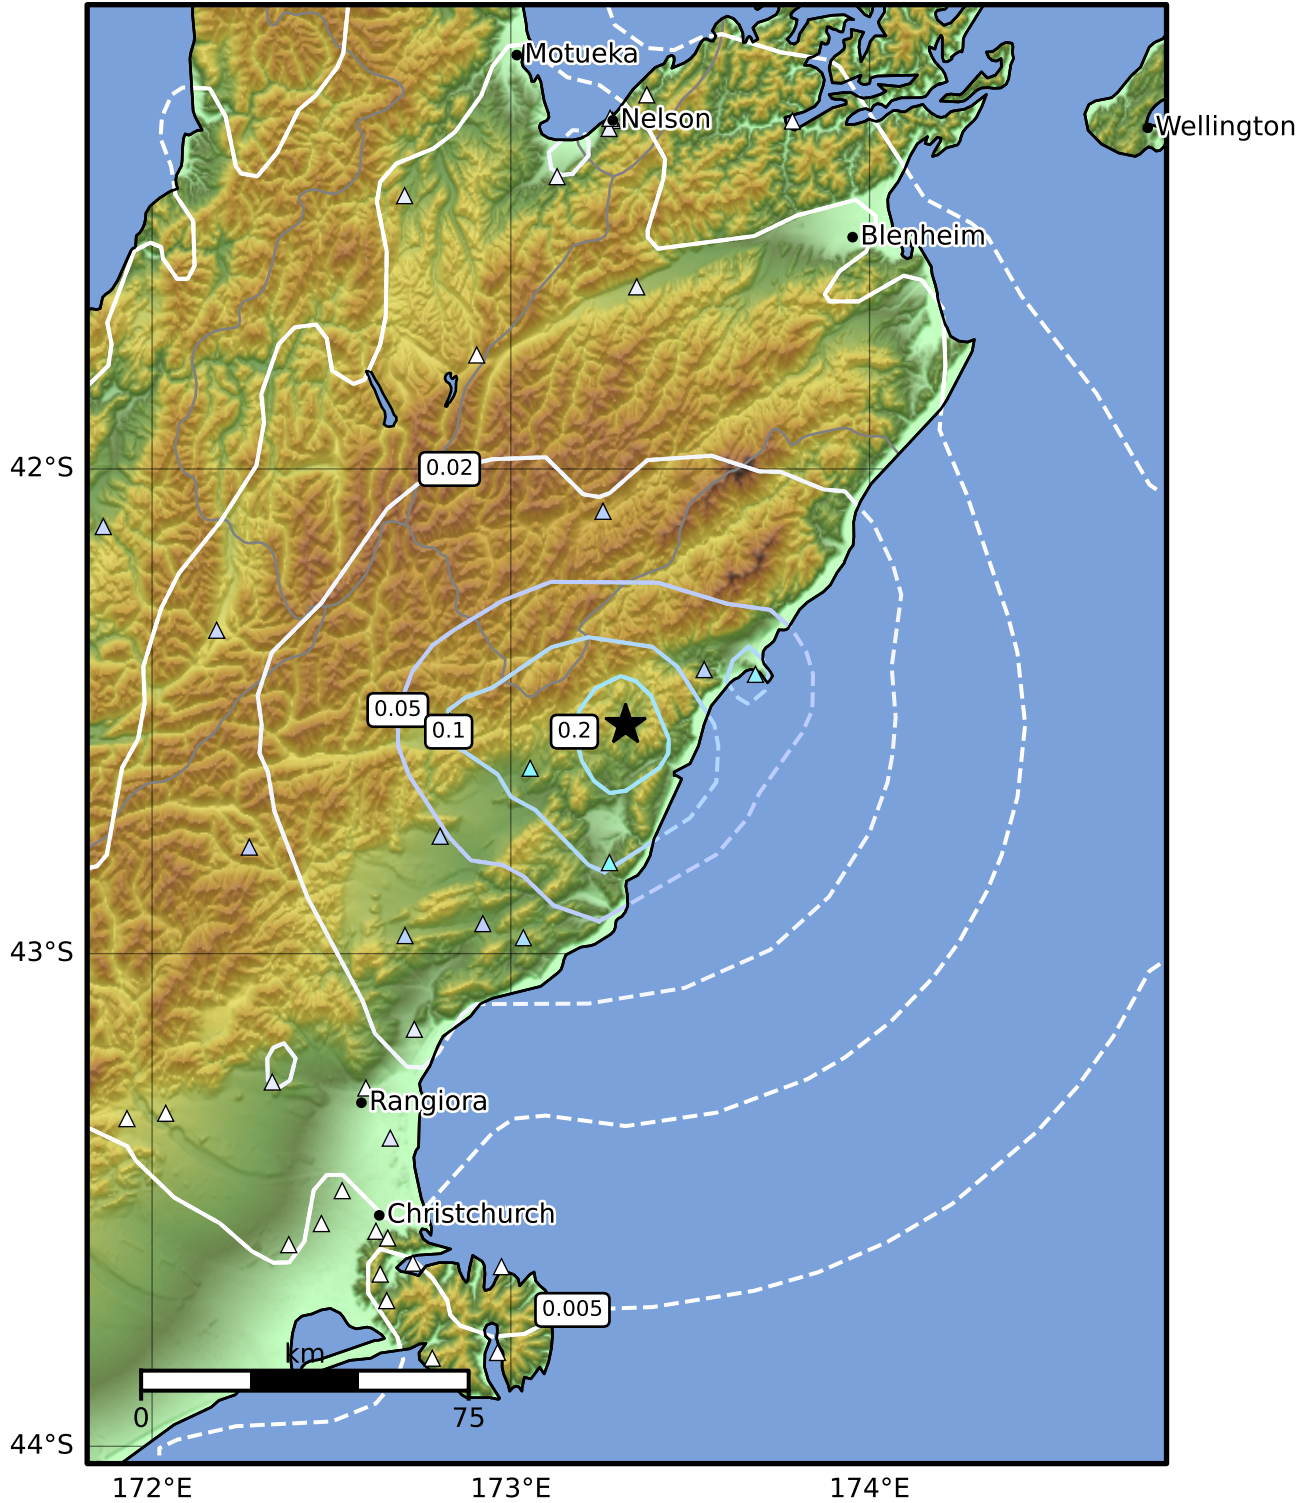 Motueka
Nelson
Wellington
Blenheim
42°S
0.02
0.05
0.1
0.2
43°S
Rangiora
Christchurch
0.005
km
0
75
44°S
172°E
173°E
174°E